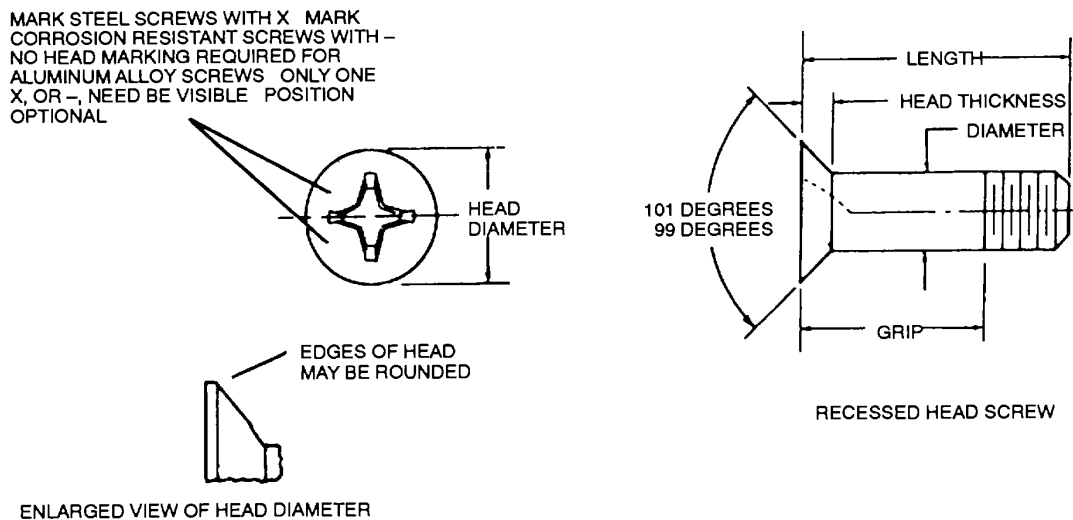 MARK STEEL SCREWS WITH X MARK
CORROSION RESISTANT SCREWS WITH –
NO HEAD MARKING REQUIRED FOR
ALUMINUM ALLOY SCREWS ONLY ONE
X, OR –, NEED BE VISIBLE POSITION
OPTIONAL
HEAD
DIAMETER
EDGES OF HEAD
MAY BE ROUNDED
ENLARGED VIEW OF HEAD DIAMETER
LENGTH
HEAD THICKNESS
DIAMETER
101 DEGREES
99 DEGREES
GRIP
RECESSED HEAD SCREW